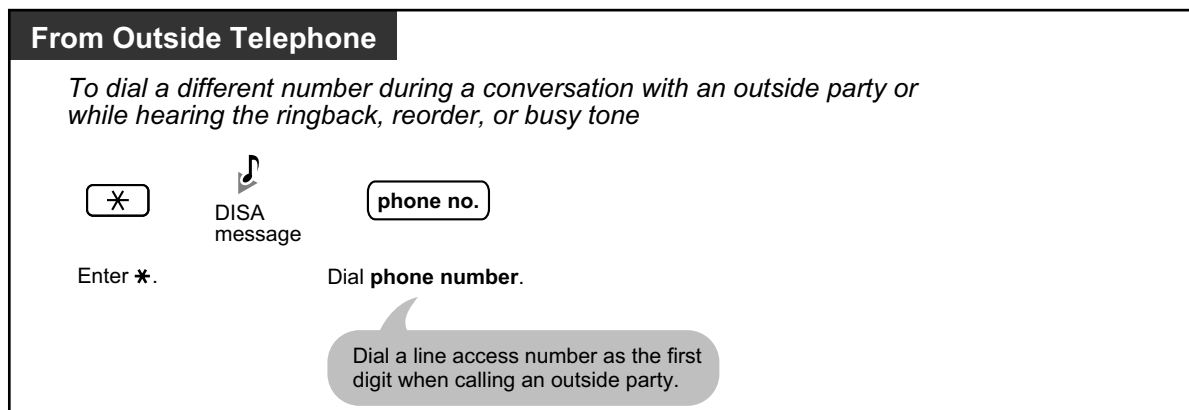 From Outside Telephone
To dial a different number during a conversation with an outside party or
while hearing the ringback, reorder, or busy tone
* phone no.
DISA
message
Enter *. Dial phone number.
Dial a line access number as the first
digit when calling an outside party.